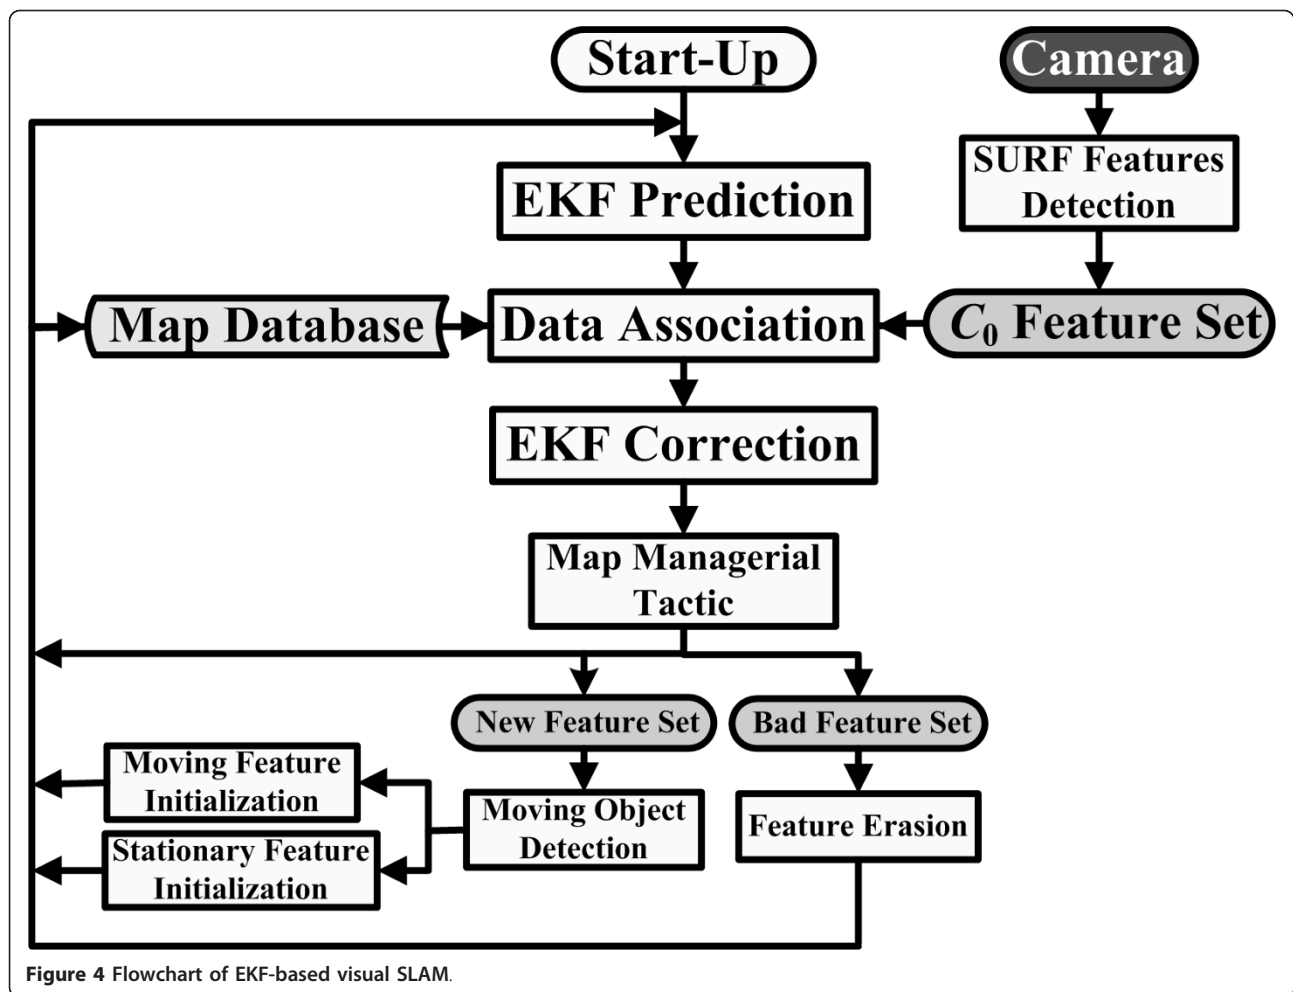 Start-Up
Camera
SURF Features
Detection
EKF Prediction
Map Database
Data Association
C₀ Feature Set
EKF Correction
Map Managerial
Tactic
New Feature Set
Bad Feature Set
Moving Feature
Initialization
Moving Object
Detection
Feature Erasion
Stationary Feature
Initialization
Figure 4 Flowchart of EKF-based visual SLAM.